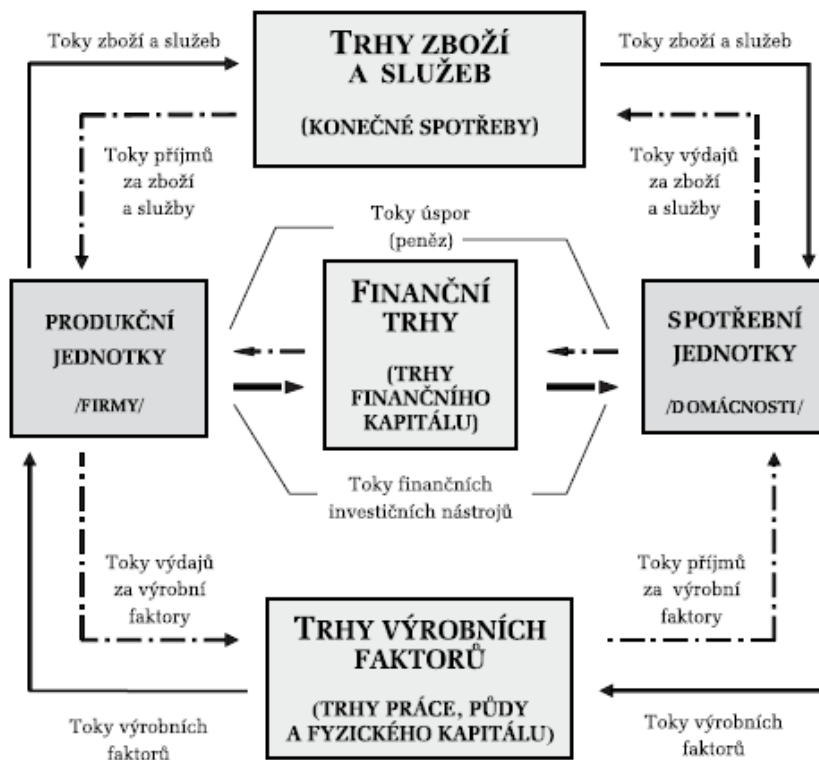 Toky zboží a služeb
TRHY ZBOŽÍ
A SLUŽEB
(KONEČNÉ SPOTŘEBY)
Toky zboží a služeb
Toky příjmů
za zboží
a služby
Toky výdajů
za zboží
a služby
Toky úspor
(peněz)
PRODUKČNÍ
JEDNOTKY
/FIRMY/
FINANČNÍ
TRHY
(TRHY
FINANČNÍHO
KAPITÁLU)
SPOTŘEBNÍ
JEDNOTKY
/DOMÁCNOSTI/
Toky finančních
investičních nástrojů
Toky výdajů
za výrobní
faktory
Toky příjmů
za výrobní
faktory
TRHY VÝROBNÍCH
FAKTORŮ
(TRHY PRÁCE, PŮDY
A FYZICKÉHO KAPITÁLU)
Toky výrobních
faktorů
Toky výrobních
faktorů